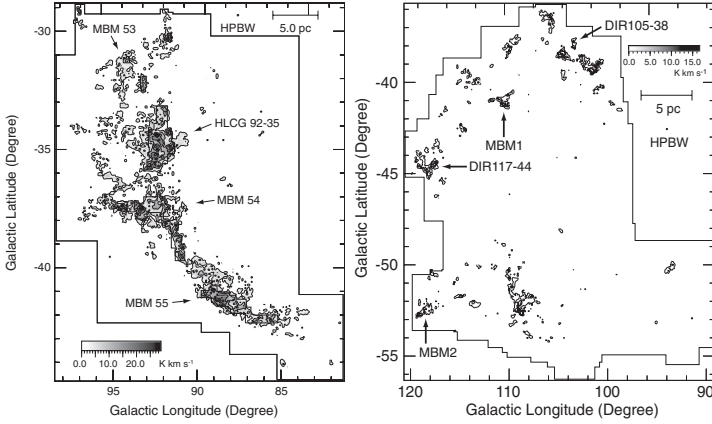 MBM 53
HPBW
5.0 pc
HLCG 92-35
MBM 54
MBM 55
0.0 10.0 20.0 K km s-1
-30
-35
-40
Galactic Latitude (Degree)
95 90 85
Galactic Longitude (Degree)
DIR105-38
0.0 5.0 10.0 15.0
K km s-1
5 pc
HPBW
MBM1
DIR117-44
MBM2
-36
-40
-45
-50
-55
Galactic Latitude (Degree)
120 110 100 90
Galactic Longitude (Degree)